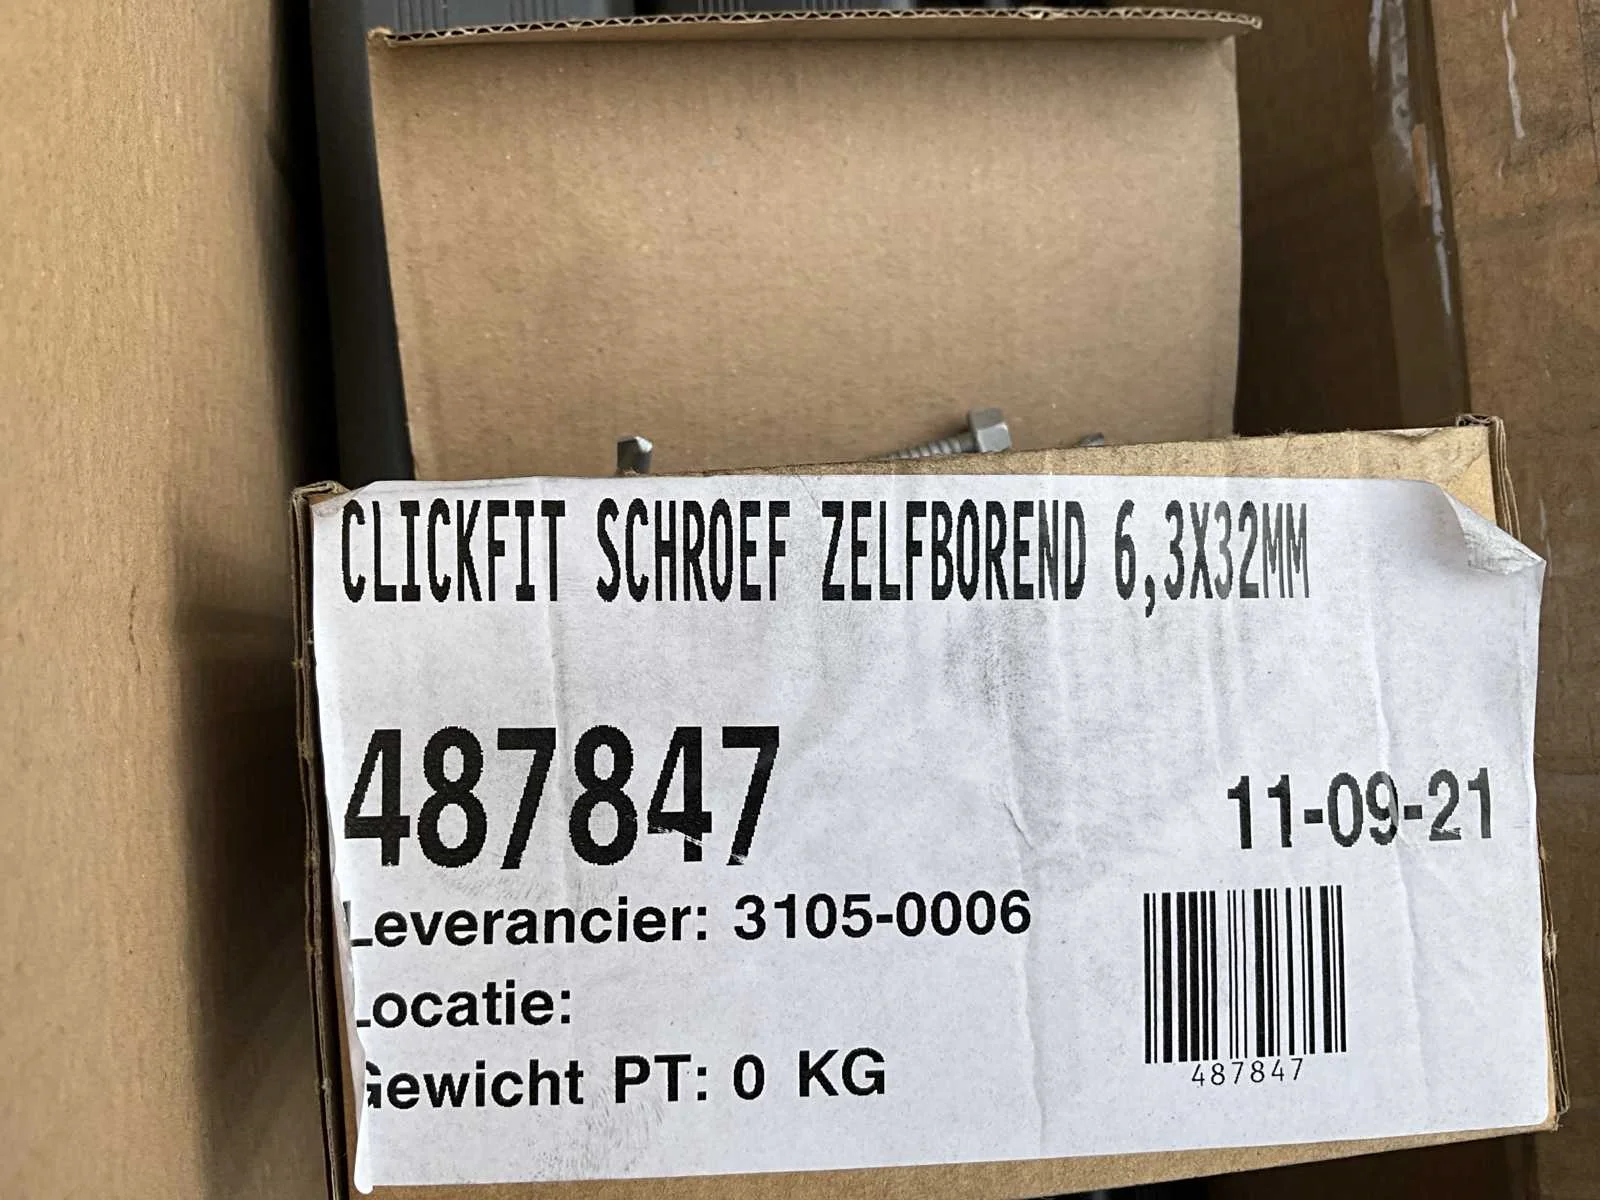 CLICKFIT SCHROEF ZELFBOREND 6,3X32MM
487847
11-09-21
Leverancier: 3105-0006
Locatie:
Gewicht PT: 0 KG
487847